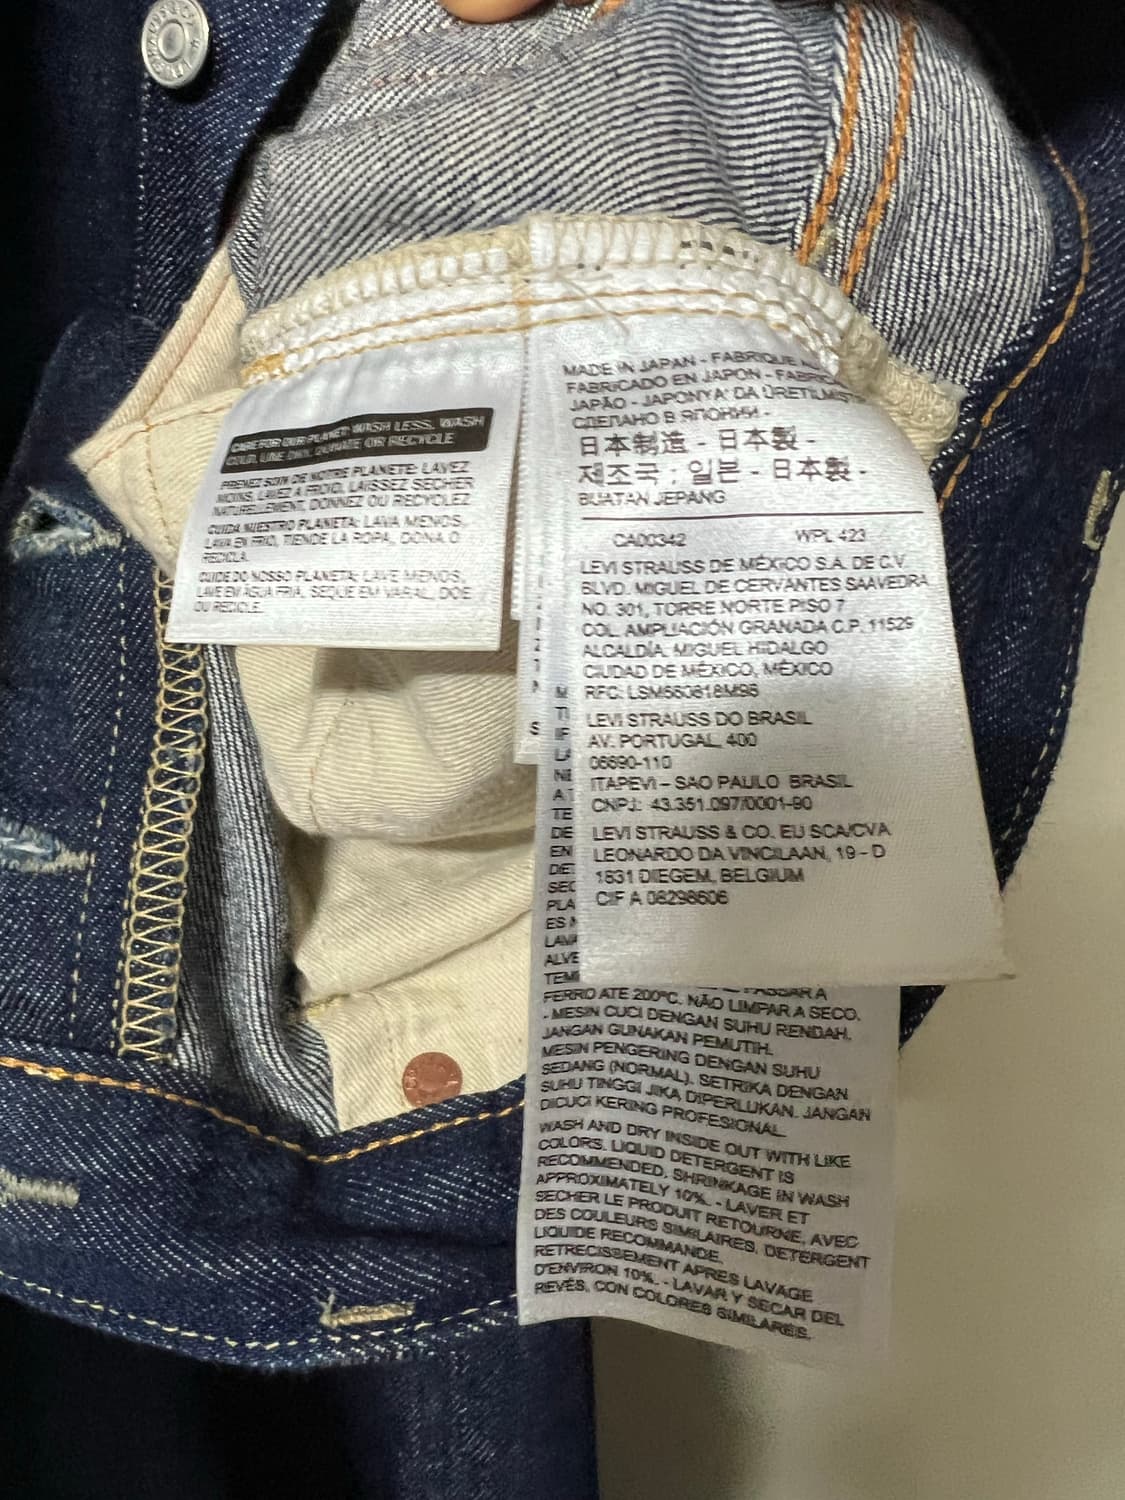 CARE FOR OUR PLANET: WASH LESS, WASH
COLD, LINE DRY, DONATE OR RECYCLE
PRENEZ SOIN DE NOTRE PLANETE: LAVEZ
MOINS, LAVEZ A FROID, LAISSEZ SECHER
NATURELLEMENT, DONNEZ OU RECYCLEZ
CUIDA NUESTRO PLANETA: LAVA MENOS,
LAVA EN FRIO, TIENDE LA ROPA, DONA O
RECICLA.
CUIDE DO NOSSO PLANETA: LAVE MENOS,
LAVE EM AGUA FRIA, SEQUE EM VARAL, DOE
OU RECICLE.
MADE IN JAPAN - FABRIQUE
FABRICADO EN JAPON -
JAPÃO - JAPONYA' DA ÜRETILMISTIR
СДЕЛАНО В ЯПОНИИ -
日本制造 - 日本製 -
제조국 : 일본 - 日本製 -
BUATAN JEPANG
CA00342 WPL 423
LEVI STRAUSS DE MÉXICO S.A. DE C.V.
BLVD. MIGUEL DE CERVANTES SAAVEDRA
NO. 301, TORRE NORTE PISO 7
COL. AMPLIACIÓN GRANADA C.P. 11529
ALCALDÍA. MIGUEL HIDALGO
CIUDAD DE MÉXICO, MÉXICO
RFC: LSM560618M96
LEVI STRAUSS DO BRASIL
AV. PORTUGAL, 400
06690-110
ITAPEVI – SAO PAULO BRASIL
CNPJ: 43.351.097/0001-90
LEVI STRAUSS & CO. EU SCA/CVA
LEONARDO DA VINCILAAN, 19 - D
1831 DIEGEM, BELGIUM
CIF A 08298606
PASSAR A
FERRO ATE 200ºC. NÃO LIMPAR A SECO.
- MESIN CUCI DENGAN SUHU RENDAH.
JANGAN GUNAKAN PEMUTIH.
MESIN PENGERING DENGAN SUHU
SEDANG (NORMAL). SETRIKA DENGAN
SUHU TINGGI JIKA DIPERLUKAN. JANGAN
DICUCI KERING PROFESIONAL.
WASH AND DRY INSIDE OUT WITH LIKE
COLORS. LIQUID DETERGENT IS
RECOMMENDED. SHRINKAGE IN WASH
APPROXIMATELY 10%. - LAVER ET
SECHER LE PRODUIT RETOURNE, AVEC
DES COULEURS SIMILAIRES. DETERGENT
LIQUIDE RECOMMANDE.
RETRECISSEMENT APRES LAVAGE
D'ENVIRON 10%. - LAVAR Y SECAR DEL
REVÉS, CON COLORES SIMILARES.